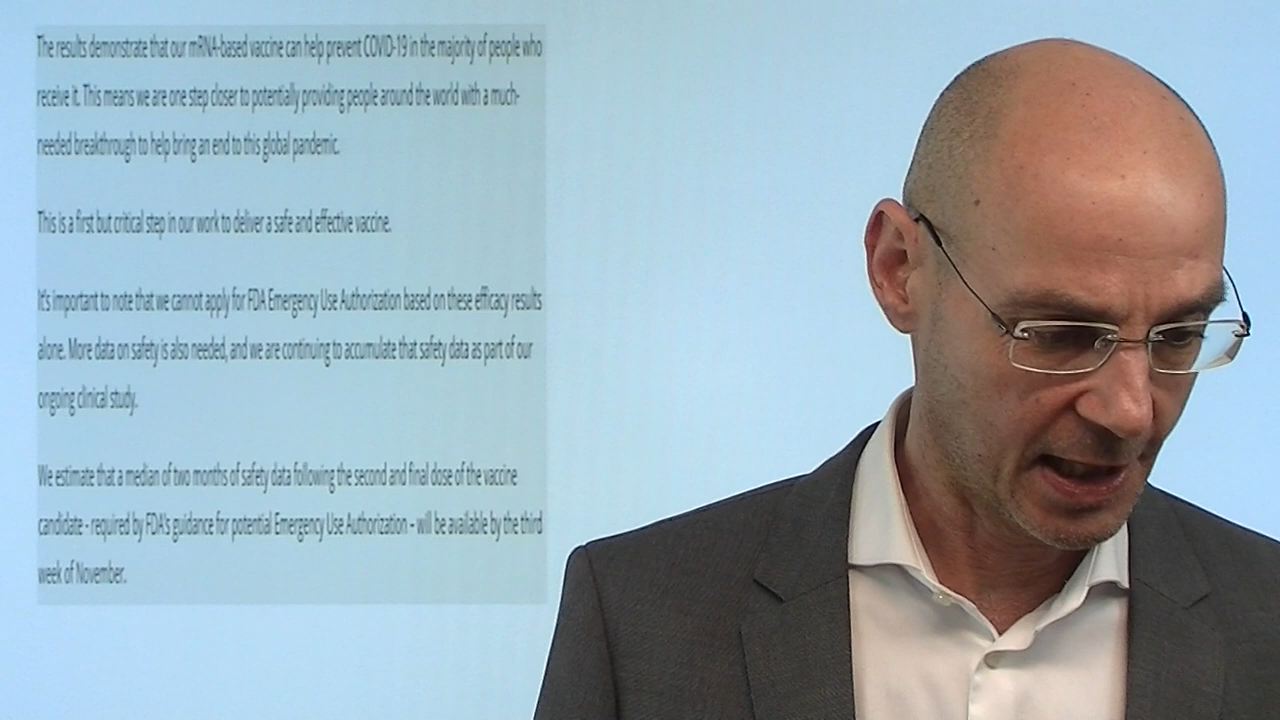 The results demonstrate that our mRNA-based vaccine can help prevent COVID-19 in the majority of people who
receive it. This means we are one step closer to potentially providing people around the world with a much-
needed breakthrough to help bring an end to this global pandemic.
This is a first but critical step in our work to deliver a safe and effective vaccine.
It's important to note that we cannot apply for FDA Emergency Use Authorization based on these efficacy results
alone. More data on safety is also needed, and we are continuing to accumulate that safety data as part of our
ongoing clinical study.
We estimate that a median of two months of safety data following the second and final dose of the vaccine
candidate - required by FDA's guidance for potential Emergency Use Authorization - will be available by the third
week of November.